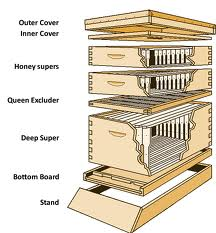 Outer Cover
Inner Cover
Honey supers
Queen Excluder
Deep Super
Bottom Board
Stand